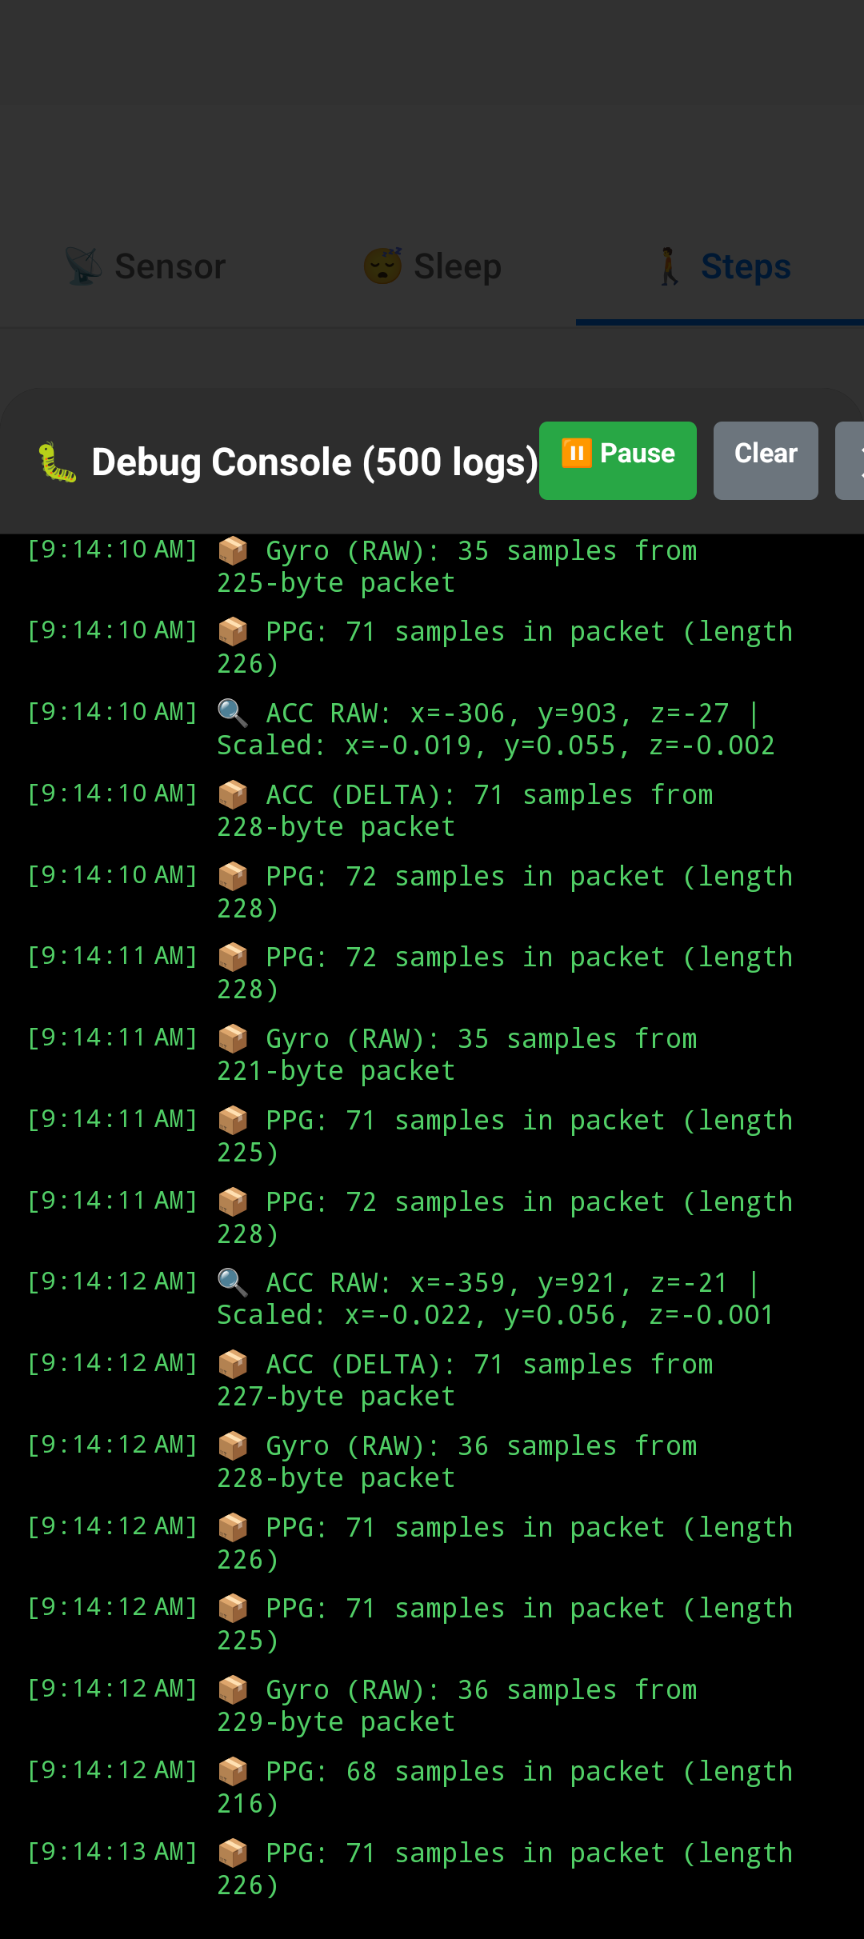 📡 Sensor 😴 Sleep 🚶 Steps
🐛 Debug Console (500 logs) ⏸️ Pause Clear
[9:14:10 AM] 📦 Gyro (RAW): 35 samples from
225-byte packet
[9:14:10 AM] 📦 PPG: 71 samples in packet (length
226)
[9:14:10 AM] 🔍 ACC RAW: x=-306, y=903, z=-27 |
Scaled: x=-0.019, y=0.055, z=-0.002
[9:14:10 AM] 📦 ACC (DELTA): 71 samples from
228-byte packet
[9:14:10 AM] 📦 PPG: 72 samples in packet (length
228)
[9:14:11 AM] 📦 PPG: 72 samples in packet (length
228)
[9:14:11 AM] 📦 Gyro (RAW): 35 samples from
221-byte packet
[9:14:11 AM] 📦 PPG: 71 samples in packet (length
225)
[9:14:11 AM] 📦 PPG: 72 samples in packet (length
228)
[9:14:12 AM] 🔍 ACC RAW: x=-359, y=921, z=-21 |
Scaled: x=-0.022, y=0.056, z=-0.001
[9:14:12 AM] 📦 ACC (DELTA): 71 samples from
227-byte packet
[9:14:12 AM] 📦 Gyro (RAW): 36 samples from
228-byte packet
[9:14:12 AM] 📦 PPG: 71 samples in packet (length
226)
[9:14:12 AM] 📦 PPG: 71 samples in packet (length
225)
[9:14:12 AM] 📦 Gyro (RAW): 36 samples from
229-byte packet
[9:14:12 AM] 📦 PPG: 68 samples in packet (length
216)
[9:14:13 AM] 📦 PPG: 71 samples in packet (length
226)